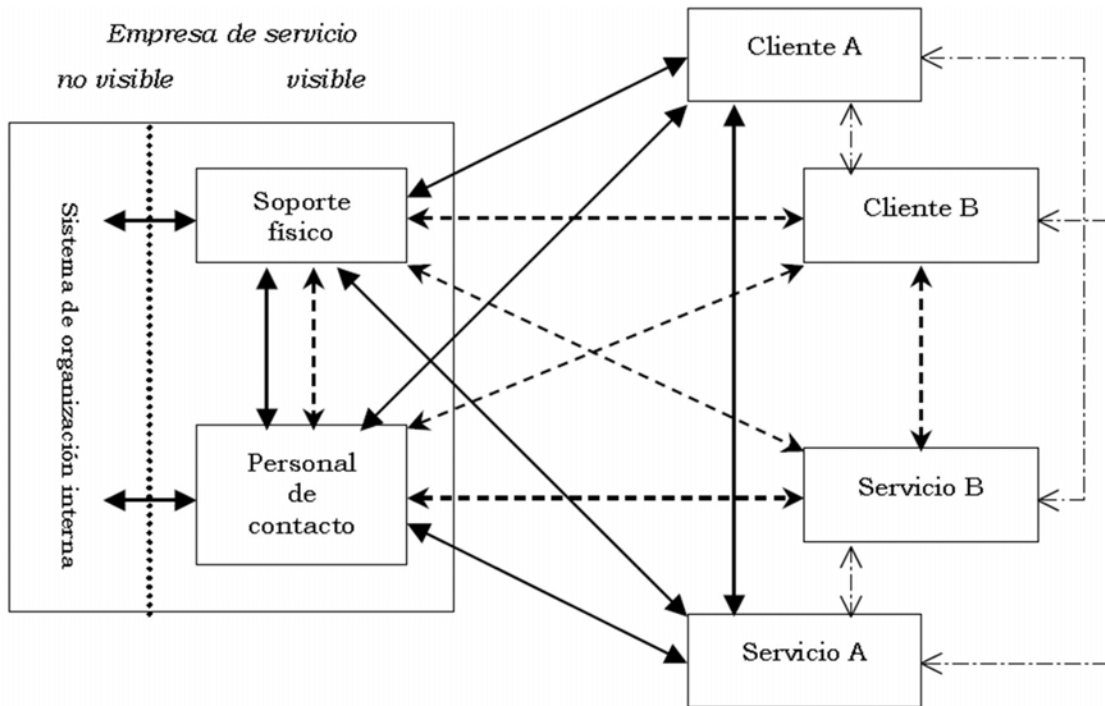 Empresa de servicio
no visible
visible
Sistema de organización interna
Soporte
físico
Personal
de
contacto
Cliente A
Cliente B
Servicio B
Servicio A